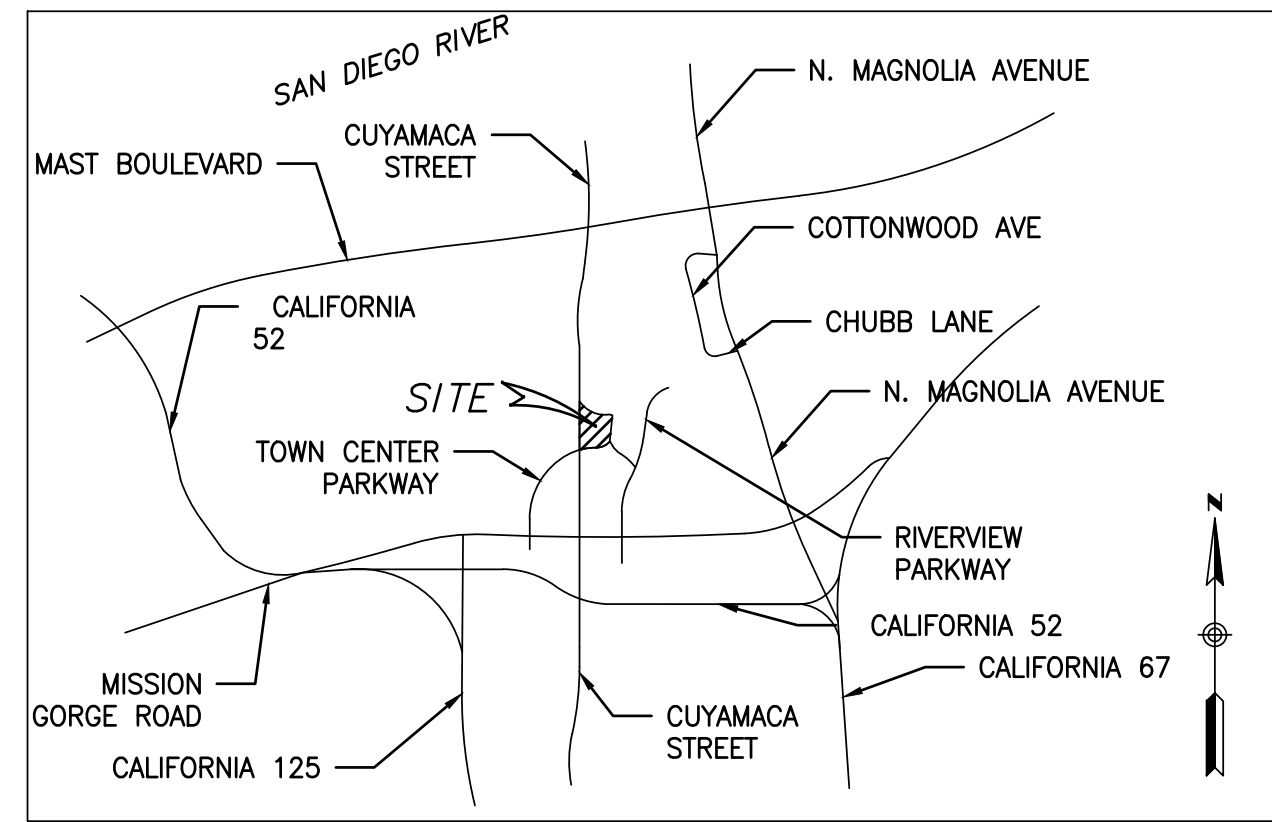 SAN DIEGO RIVER
N. MAGNOLIA AVENUE
CUYAMACA
STREET
MAST BOULEVARD
COTTONWOOD AVE
CALIFORNIA
52
CHUBB LANE
SITE
N. MAGNOLIA AVENUE
TOWN CENTER
PARKWAY
RIVERVIEW
PARKWAY
N
CALIFORNIA 52
CALIFORNIA 67
MISSION
GORGE ROAD
CUYAMACA
STREET
CALIFORNIA 125